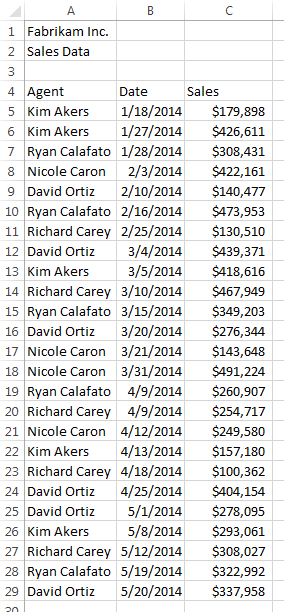 A B C
1 Fabrikam Inc.
2 Sales Data
3
4 Agent Date Sales
5 Kim Akers 1/18/2014 $179,898
6 Kim Akers 1/27/2014 $426,611
7 Ryan Calafato 1/28/2014 $308,431
8 Nicole Caron 2/3/2014 $422,161
9 David Ortiz 2/10/2014 $140,477
10 Ryan Calafato 2/16/2014 $473,953
11 Richard Carey 2/25/2014 $130,510
12 David Ortiz 3/4/2014 $439,371
13 Kim Akers 3/5/2014 $418,616
14 Richard Carey 3/10/2014 $467,949
15 Ryan Calafato 3/15/2014 $349,203
16 David Ortiz 3/20/2014 $276,344
17 Nicole Caron 3/21/2014 $143,648
18 Nicole Caron 3/31/2014 $491,224
19 Ryan Calafato 4/9/2014 $260,907
20 Richard Carey 4/9/2014 $254,717
21 Nicole Caron 4/12/2014 $249,580
22 Kim Akers 4/13/2014 $157,180
23 Richard Carey 4/18/2014 $100,362
24 David Ortiz 4/25/2014 $404,154
25 David Ortiz 5/1/2014 $278,095
26 Kim Akers 5/8/2014 $293,061
27 Richard Carey 5/12/2014 $308,027
28 Ryan Calafato 5/19/2014 $322,992
29 David Ortiz 5/20/2014 $337,958
30